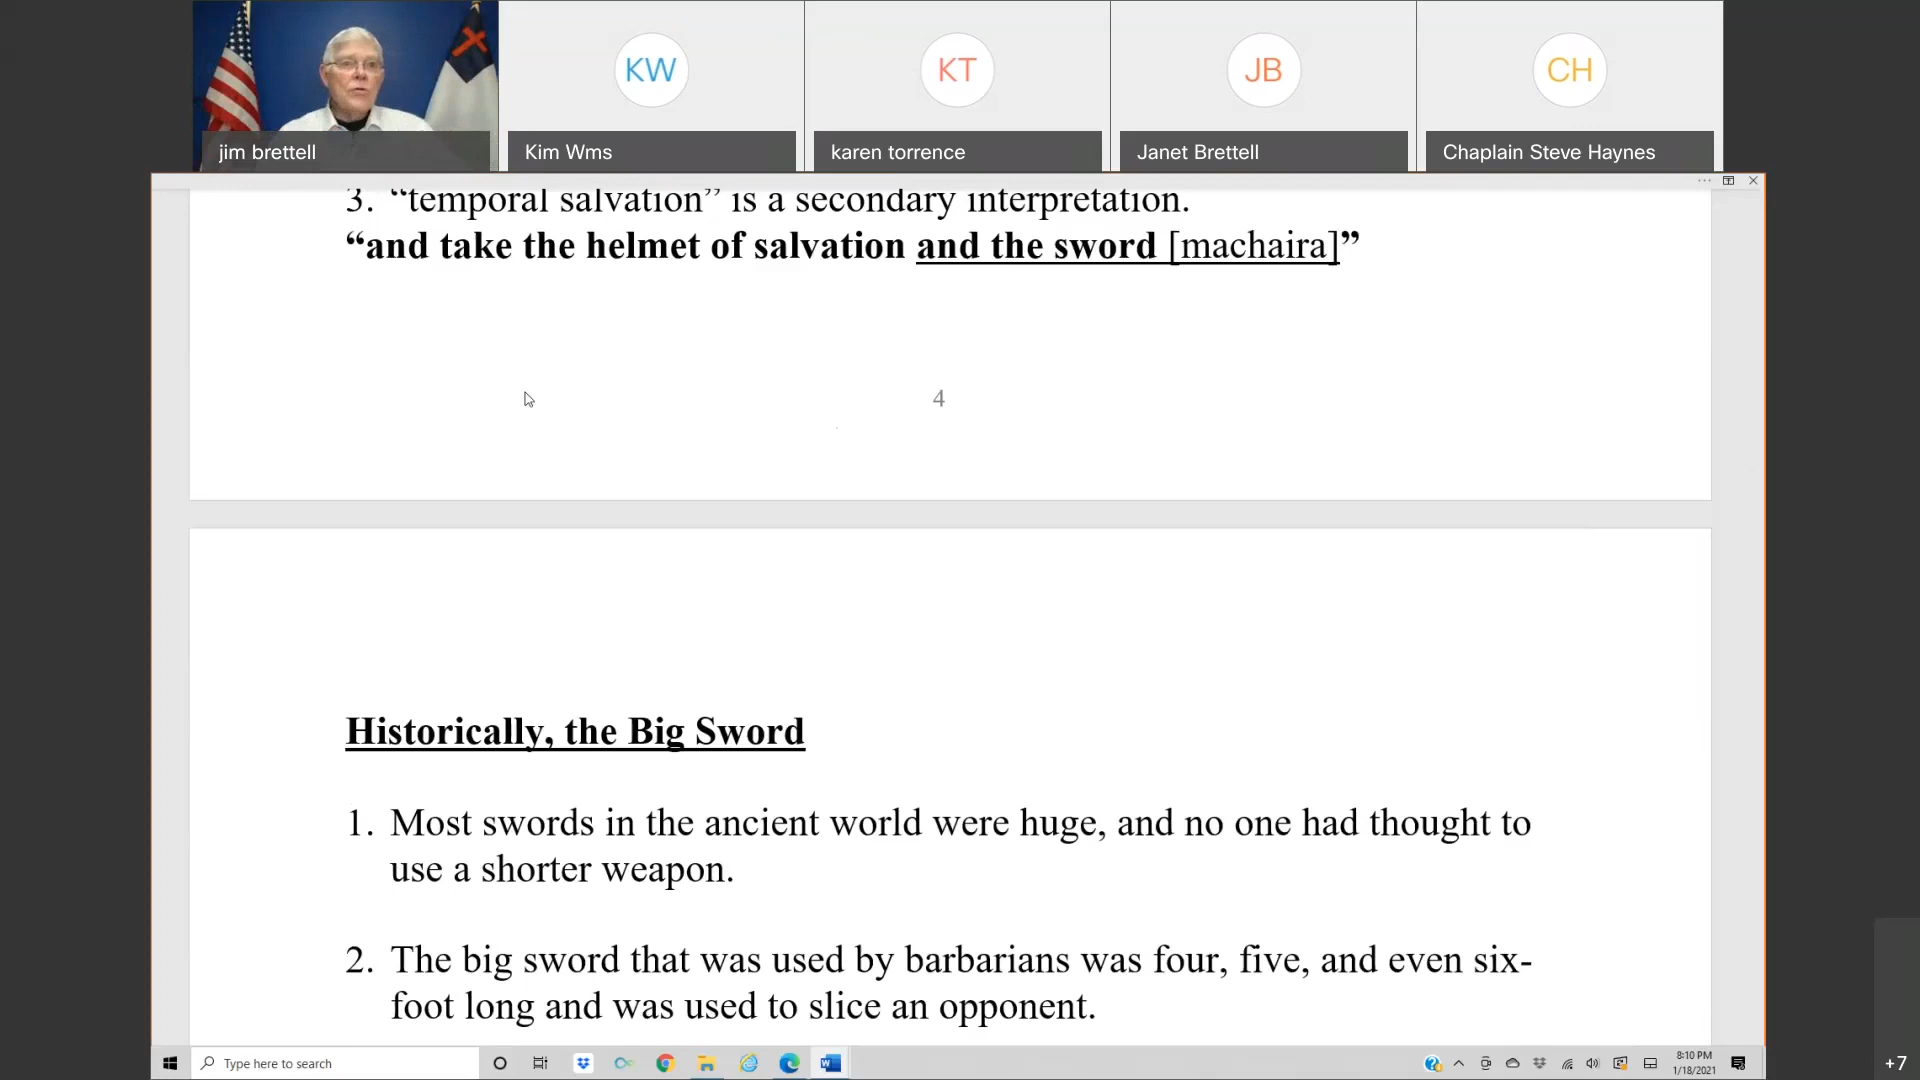 KW
KT
JB
CH
jim brettell
Kim Wms
karen torrence
Janet Brettell
Chaplain Steve Haynes
3. “temporal salvation” is a secondary interpretation.
“and take the helmet of salvation and the sword [machaira]”
4
Historically, the Big Sword
1. Most swords in the ancient world were huge, and no one had thought to
use a shorter weapon.
2. The big sword that was used by barbarians was four, five, and even six-
foot long and was used to slice an opponent.
Type here to search
8:10 PM
1/18/2021
+7